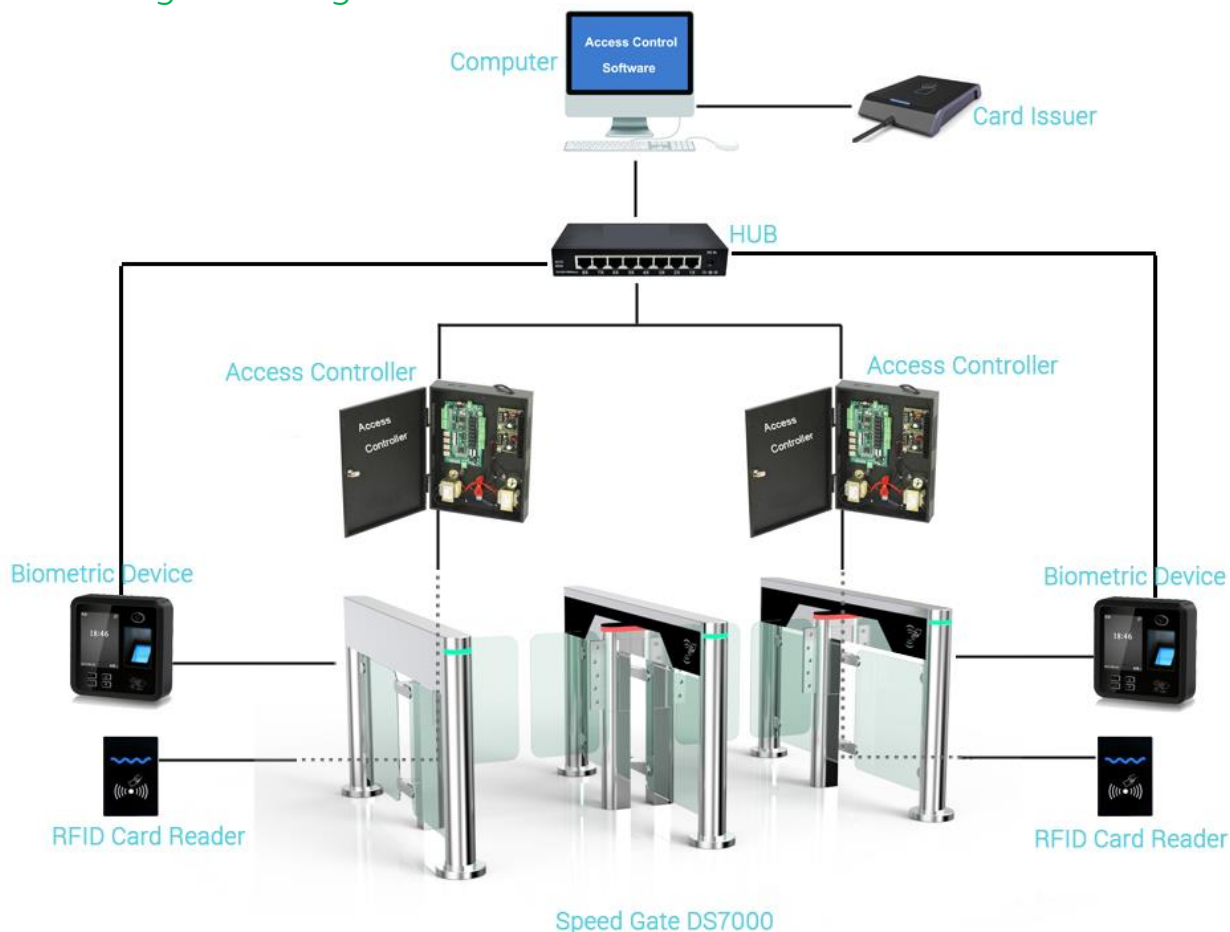 Access Control
Software
Computer
Card Issuer
HUB
Access Controller
Access Controller
Access
Controller
Access
Controller
Biometric Device
Biometric Device
18:46
18:46
RFID Card Reader
RFID Card Reader
Speed Gate DS7000